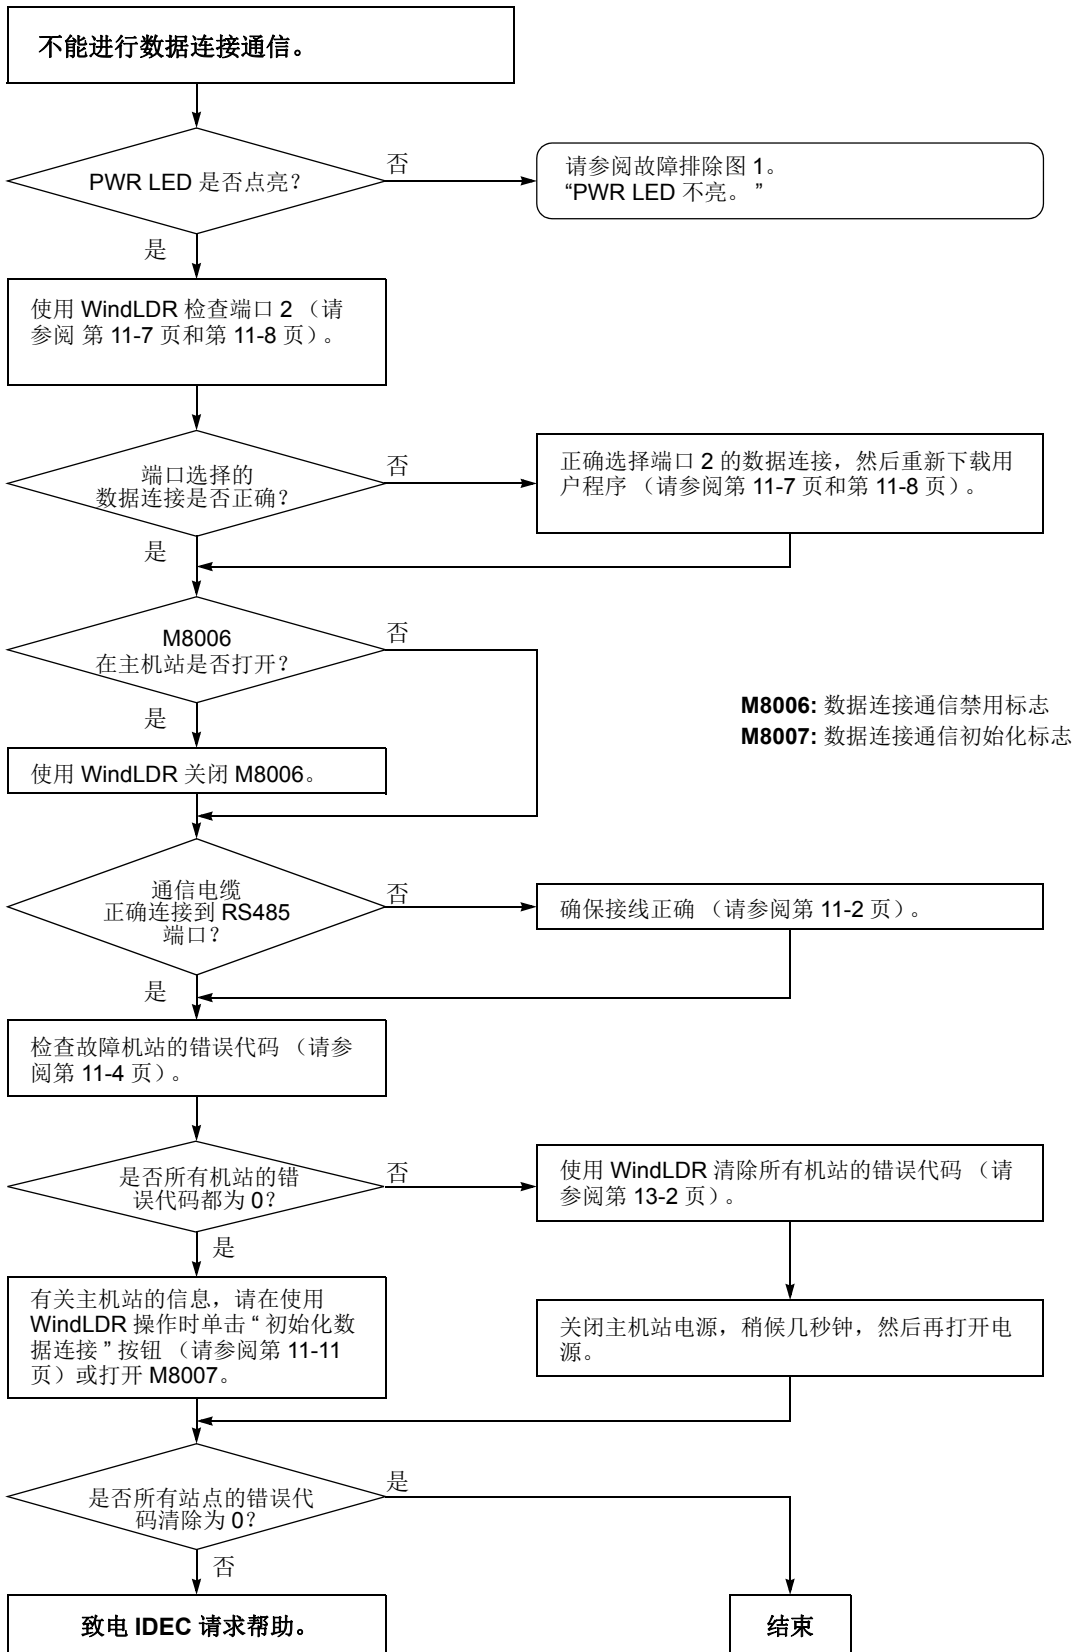 不能进行数据连接通信。
PWR LED 是否点亮？
否
请参阅故障排除图 1。
“PWR LED 不亮。 ”
是
使用 WindLDR 检查端口 2 （请
参阅 第 11-7 页和第 11-8 页）。
端口选择的
数据连接是否正确？
否
正确选择端口 2 的数据连接，然后重新下载用
户程序 （请参阅第 11-7 页和第 11-8 页）。
是
M8006
在主机站是否打开？
否
是
M8006: 数据连接通信禁用标志
M8007: 数据连接通信初始化标志
使用 WindLDR 关闭 M8006。
通信电缆
正确连接到 RS485
端口？
否
确保接线正确 （请参阅第 11-2 页）。
是
检查故障机站的错误代码 （请参
阅第 11-4 页）。
是否所有机站的错
误代码都为 0？
否
使用 WindLDR 清除所有机站的错误代码 （请
参阅第 13-2 页）。
是
有关主机站的信息，请在使用
WindLDR 操作时单击 “ 初始化数
据连接 ” 按钮 （请参阅第 11-11
页）或打开 M8007。
关闭主机站电源，稍候几秒钟，然后再打开电
源。
是否所有站点的错误代
码清除为 0？
是
否
致电 IDEC 请求帮助。
结束